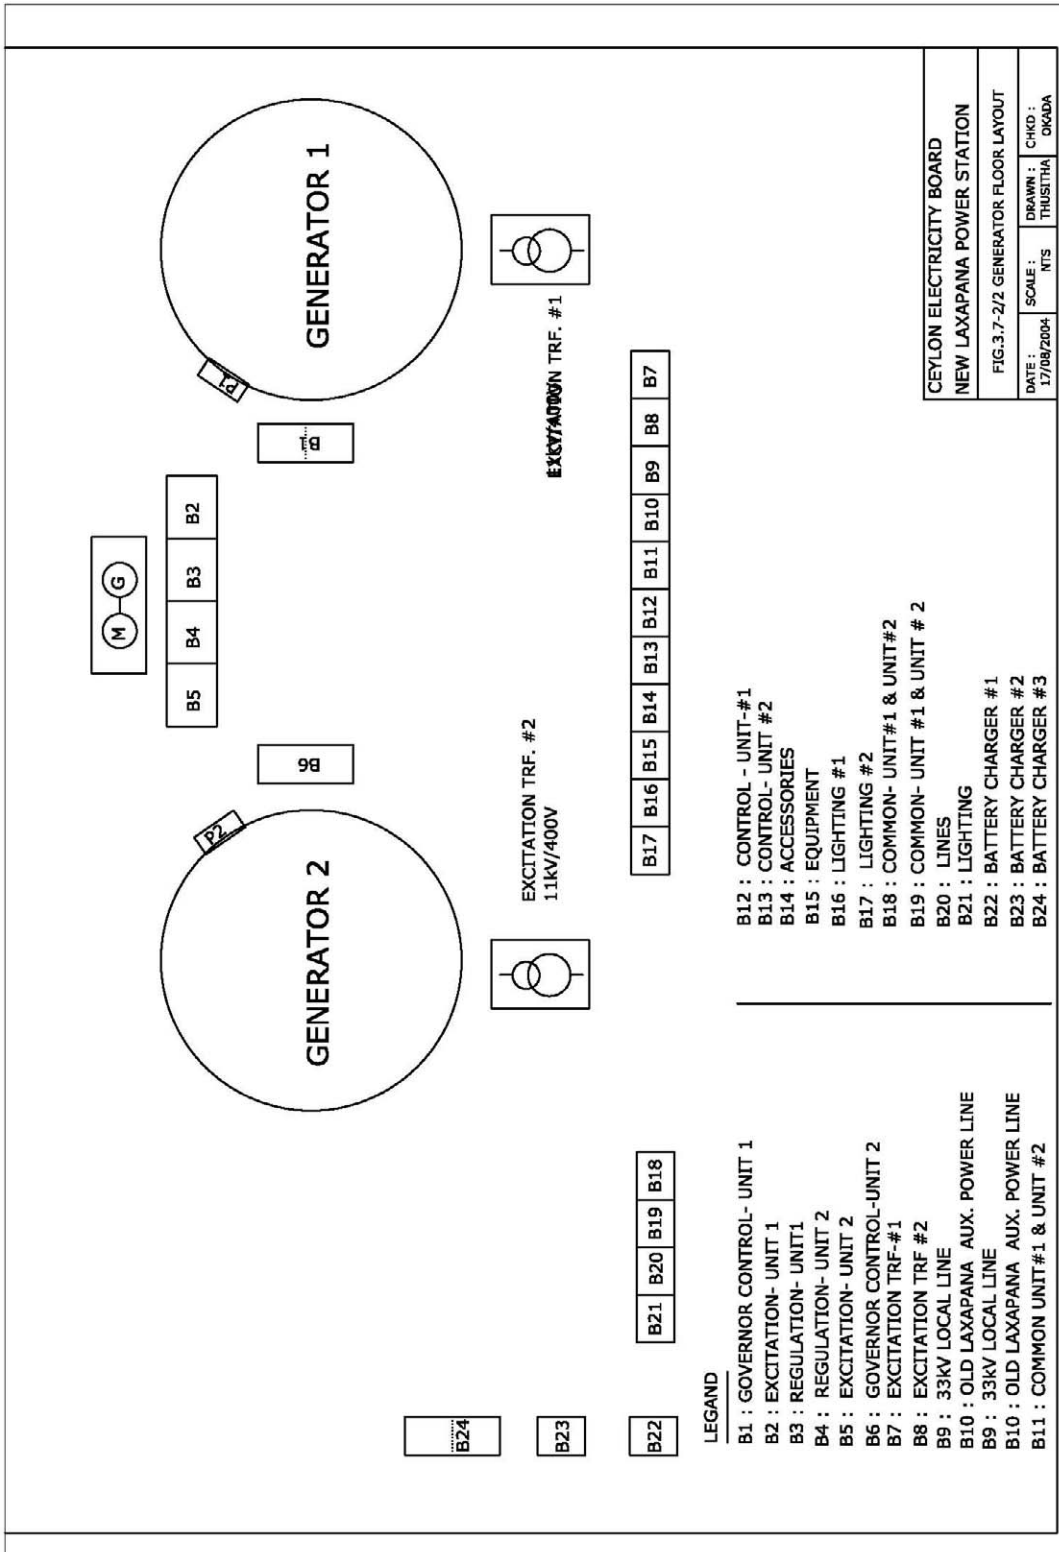 M G
B5 B4 B3 B2
P2
B6
B1
P1
GENERATOR 2
GENERATOR 1
EXCITATION TRF. #2
11kV/400V
EXCITATION TRF. #1
11kV/400V
B24
B23
B22
B21 B20 B19 B18
B17 B16 B15 B14 B13 B12 B11 B10 B9 B8 B7
LEGAND
B1 : GOVERNOR CONTROL- UNIT 1
B2 : EXCITATION- UNIT 1
B3 : REGULATION- UNIT1
B4 : REGULATION- UNIT 2
B5 : EXCITATION- UNIT 2
B6 : GOVERNOR CONTROL-UNIT 2
B7 : EXCITATION TRF-#1
B8 : EXCITATION TRF #2
B9 : 33kV LOCAL LINE
B10 : OLD LAXAPANA AUX. POWER LINE
B9 : 33kV LOCAL LINE
B10 : OLD LAXAPANA AUX. POWER LINE
B11 : COMMON UNIT#1 & UNIT #2
B12 : CONTROL - UNIT-#1
B13 : CONTROL- UNIT #2
B14 : ACCESSORIES
B15 : EQUIPMENT
B16 : LIGHTING #1
B17 : LIGHTING #2
B18 : COMMON- UNIT#1 & UNIT#2
B19 : COMMON- UNIT #1 & UNIT # 2
B20 : LINES
B21 : LIGHTING
B22 : BATTERY CHARGER #1
B23 : BATTERY CHARGER #2
B24 : BATTERY CHARGER #3
CEYLON ELECTRICITY BOARD
NEW LAXAPANA POWER STATION
FIG.3.7-2/2 GENERATOR FLOOR LAYOUT
DATE : 17/08/2004
SCALE : NTS
DRAWN : THUSITHA
CHKD : OKADA